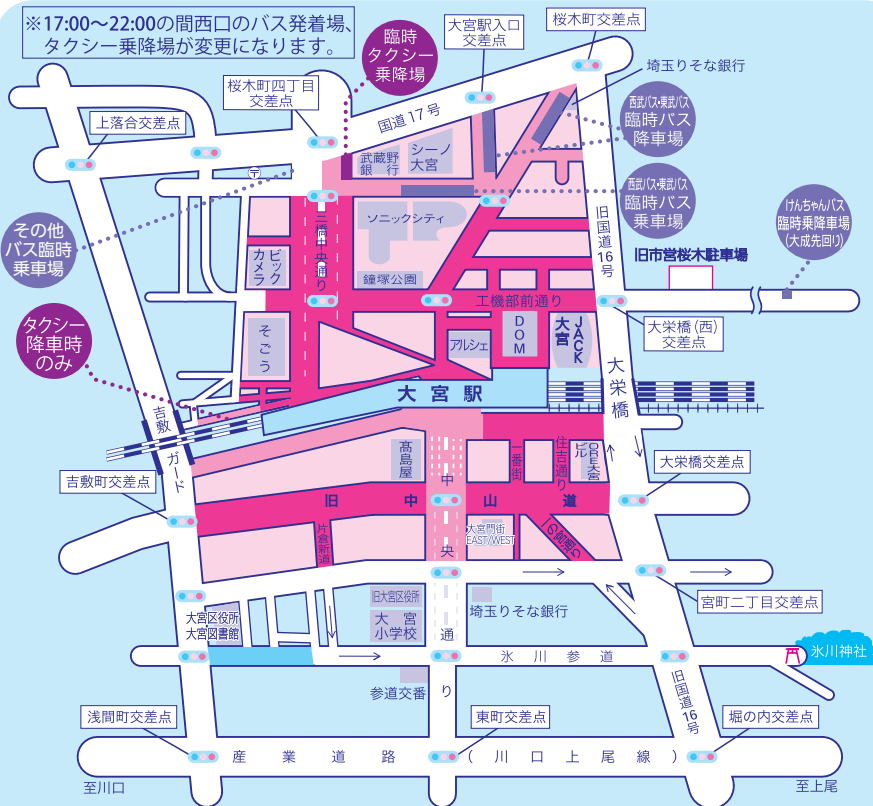 ※17:00〜22:00の間西口のバス発着場、
タクシー乗降場が変更になります。
臨時
タクシー
乗降場
大宮駅入口
交差点
桜木町交差点
埼玉りそな銀行
桜木町四丁目
交差点
国道17号
西武バス・東武バス
臨時バス
降車場
上落合交差点
武蔵野
銀行
シーノ
大宮
〒
西武バス・東武バス
臨時バス
乗車場
けんちゃんバス
臨時乗降車場
(大成先回り)
その他
バス臨時
乗車場
三橋中央通り
ソニックシティ
旧国道16号
旧市営桜木駐車場
ビック
カメラ
鐘塚公園
工機部前通り
タクシー
降車時
のみ
そごう
アルシェ
DOM
大宮
JACK
大栄橋(西)
交差点
大宮駅
大栄橋
吉敷
ガード
髙島屋
中
央
通
り
一番街
住吉通り
ORE大宮
ビル
大栄橋交差点
吉敷町交差点
旧中山道
片倉新道
大宮門街
EAST/WEST
旧大宮区役所
埼玉りそな銀行
宮町二丁目交差点
大宮区役所
大宮図書館
大宮
小学校
氷川参道
氷川神社
参道交番
旧国道16号
浅間町交差点
東町交差点
堀の内交差点
産業道路
(川口上尾線)
至川口
至上尾